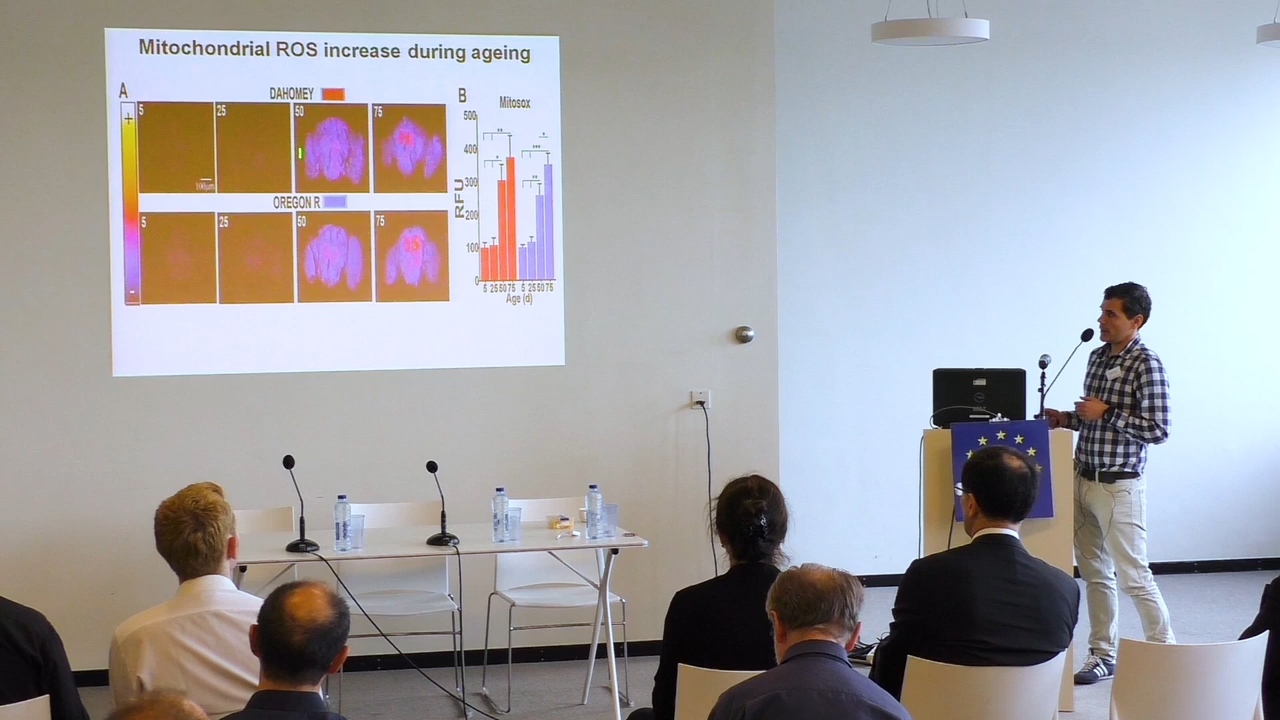 Mitochondrial ROS increase during ageing
A
DAHOMEY
5
25
50
75
+
100µm
OREGON R
5
25
50
75
-
B
Mitosox
500
400
300
200
100
0
RFU
** *
*** *
**
5 25 50 75 5 25 50 75
Age (d)